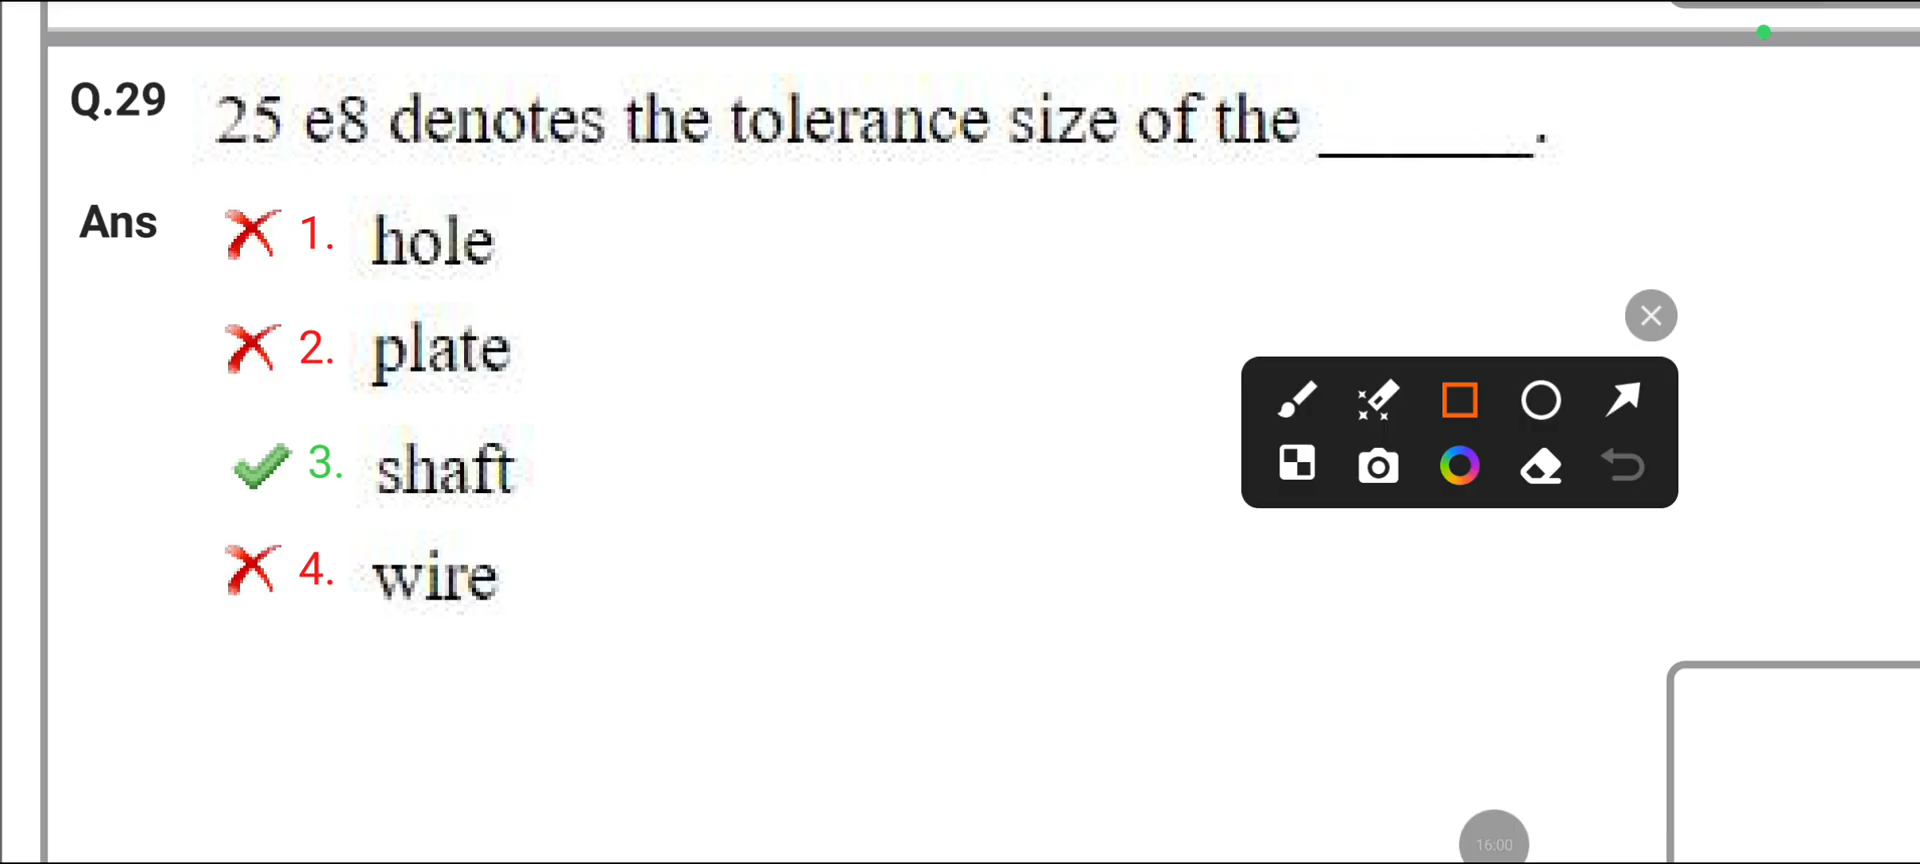 Q.29 25 e8 denotes the tolerance size of the ______.
Ans 1. hole
2. plate
3. shaft
4. wire
16:00